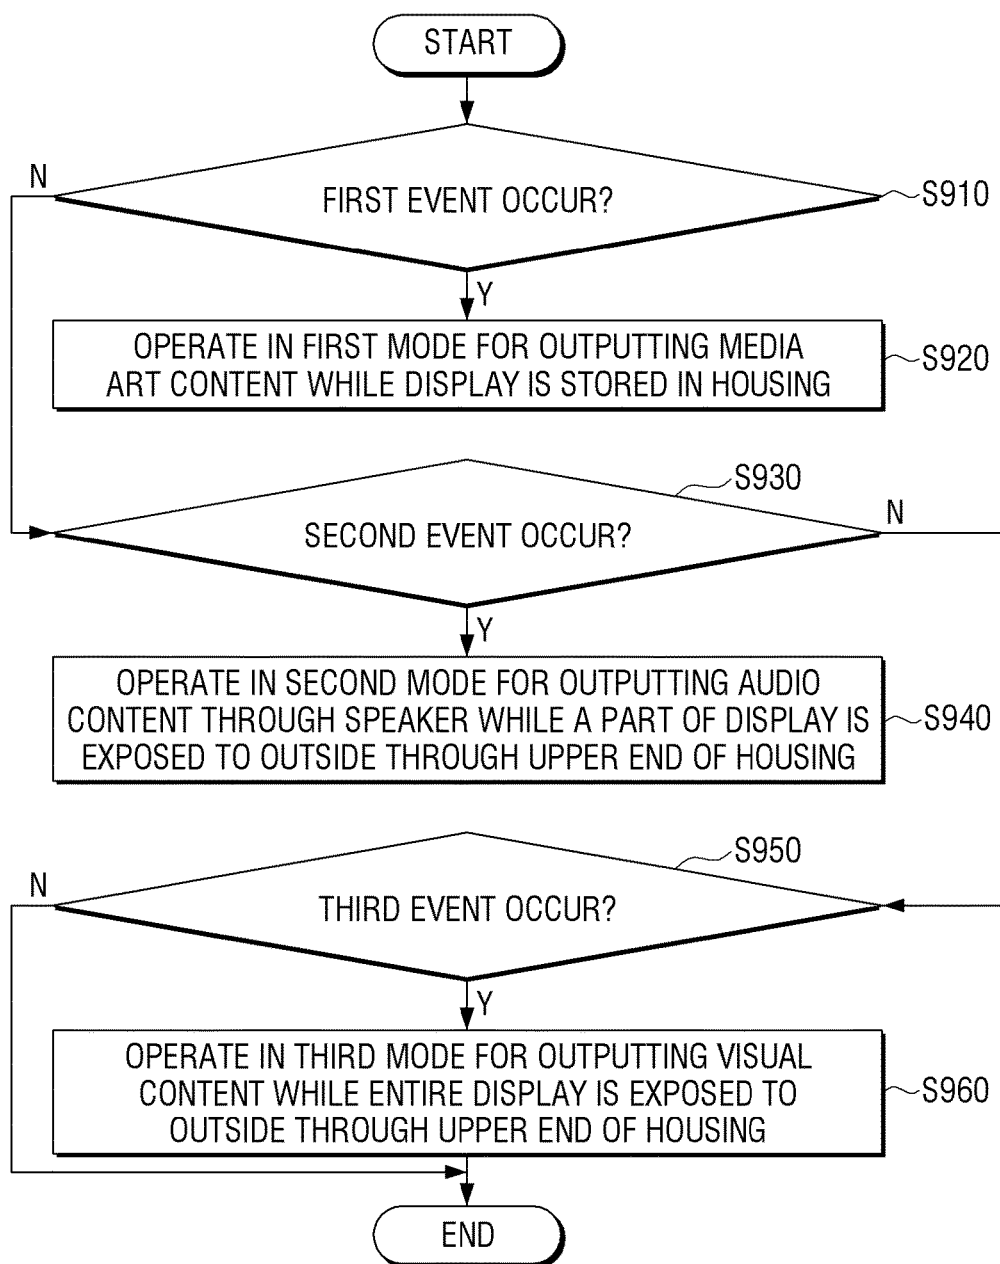 START
N
FIRST EVENT OCCUR?
S910
Y
OPERATE IN FIRST MODE FOR OUTPUTTING MEDIA
ART CONTENT WHILE DISPLAY IS STORED IN HOUSING
S920
S930
SECOND EVENT OCCUR?
N
Y
OPERATE IN SECOND MODE FOR OUTPUTTING AUDIO
CONTENT THROUGH SPEAKER WHILE A PART OF DISPLAY IS
EXPOSED TO OUTSIDE THROUGH UPPER END OF HOUSING
S940
S950
N
THIRD EVENT OCCUR?
Y
OPERATE IN THIRD MODE FOR OUTPUTTING VISUAL
CONTENT WHILE ENTIRE DISPLAY IS EXPOSED TO
OUTSIDE THROUGH UPPER END OF HOUSING
S960
END